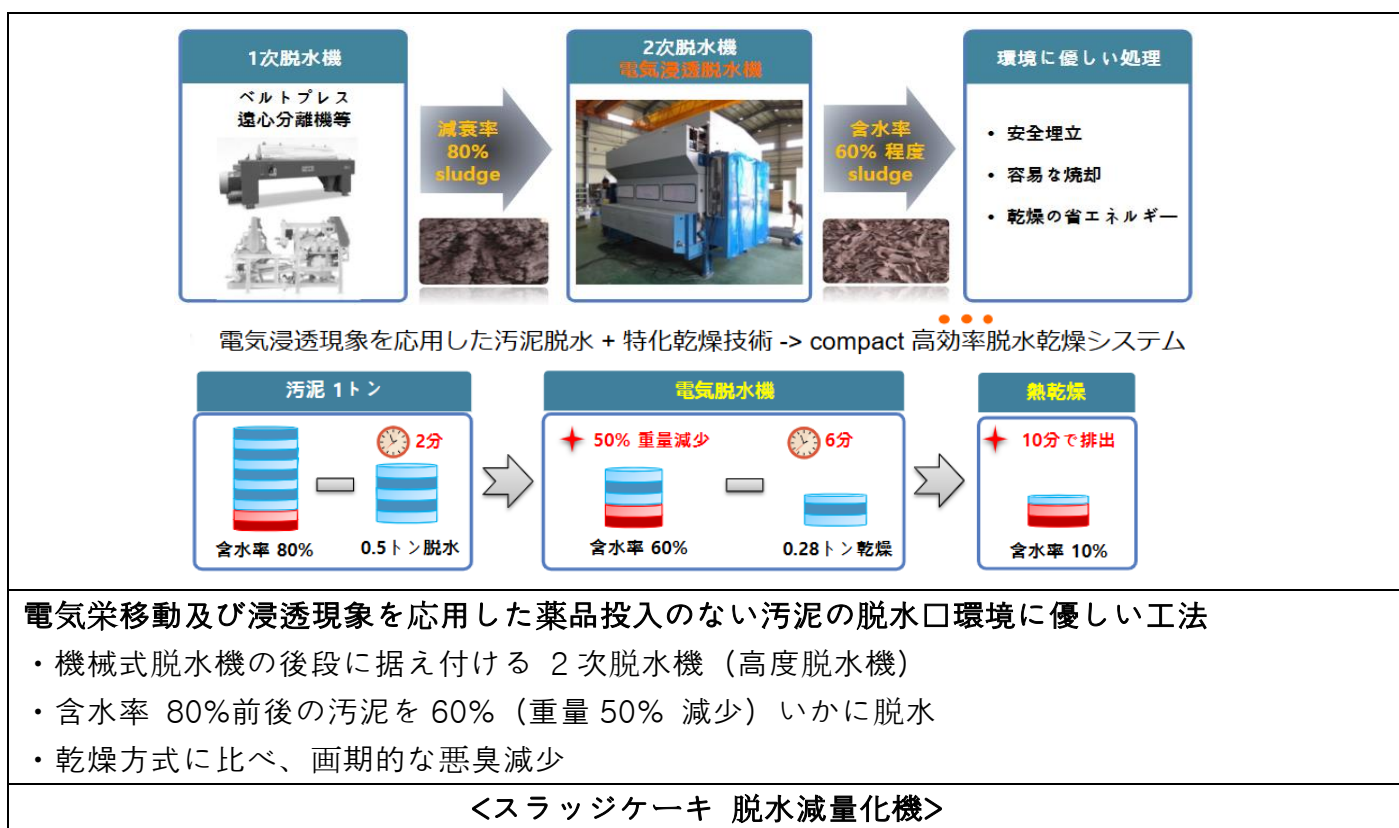 1次脱水機
ベルトプレス
遠心分離機等
減衰率
80%
sludge
2次脱水機
電気浸透脱水機
含水率
60% 程度
sludge
環境に優しい処理
• 安全埋立
• 容易な焼却
• 乾燥の省エネルギー
電気浸透現象を応用した汚泥脱水 + 特化乾燥技術 -> compact 高効率脱水乾燥システム
汚泥 1トン
2分
含水率 80%
0.5トン脱水
電気脱水機
50% 重量減少
6分
含水率 60%
0.28トン乾燥
熱乾燥
10分で排出
含水率 10%
電気栄移動及び浸透現象を応用した薬品投入のない汚泥の脱水口環境に優しい工法
・機械式脱水機の後段に据え付ける 2次脱水機（高度脱水機）
・含水率 80%前後の汚泥を 60%（重量 50% 減少）いかに脱水
・乾燥方式に比べ、画期的な悪臭減少
<スラッジケーキ 脱水減量化機>